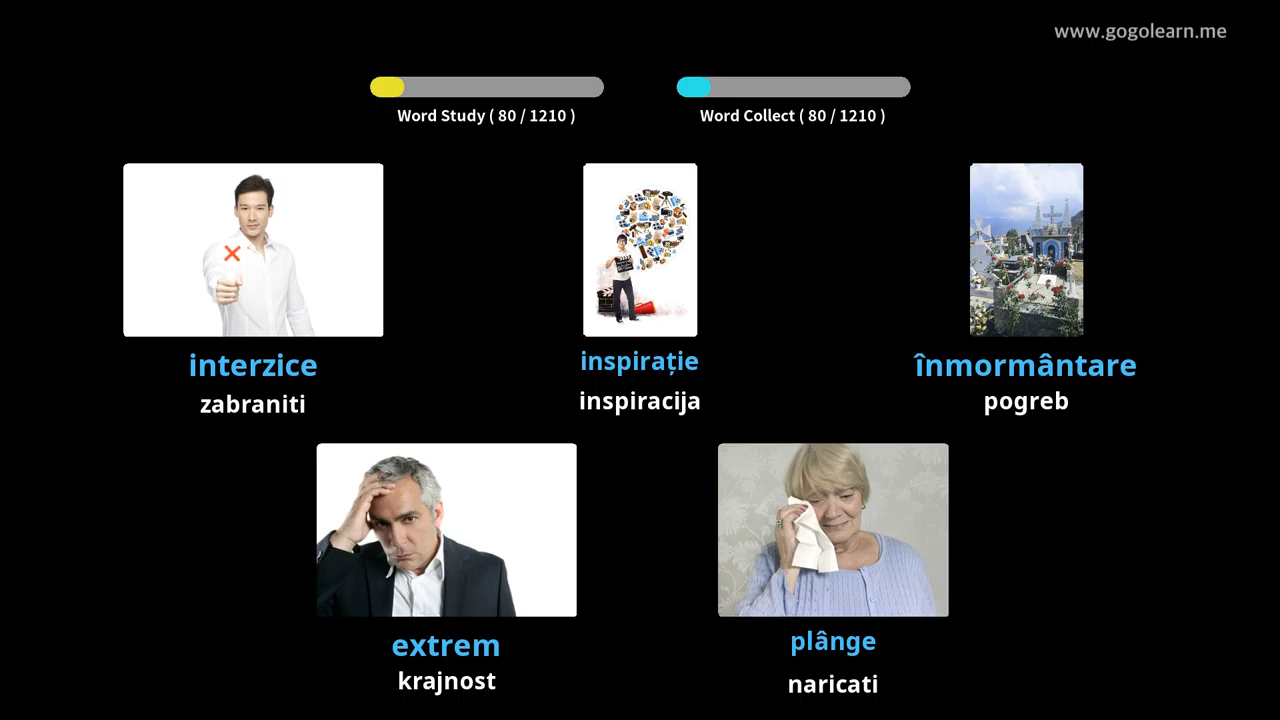 www.gogolearn.me
Word Study ( 80 / 1210 )
Word Collect ( 80 / 1210 )
interzice
zabraniti
inspirație
inspiracija
înmormântare
pogreb
extrem
krajnost
plânge
naricati